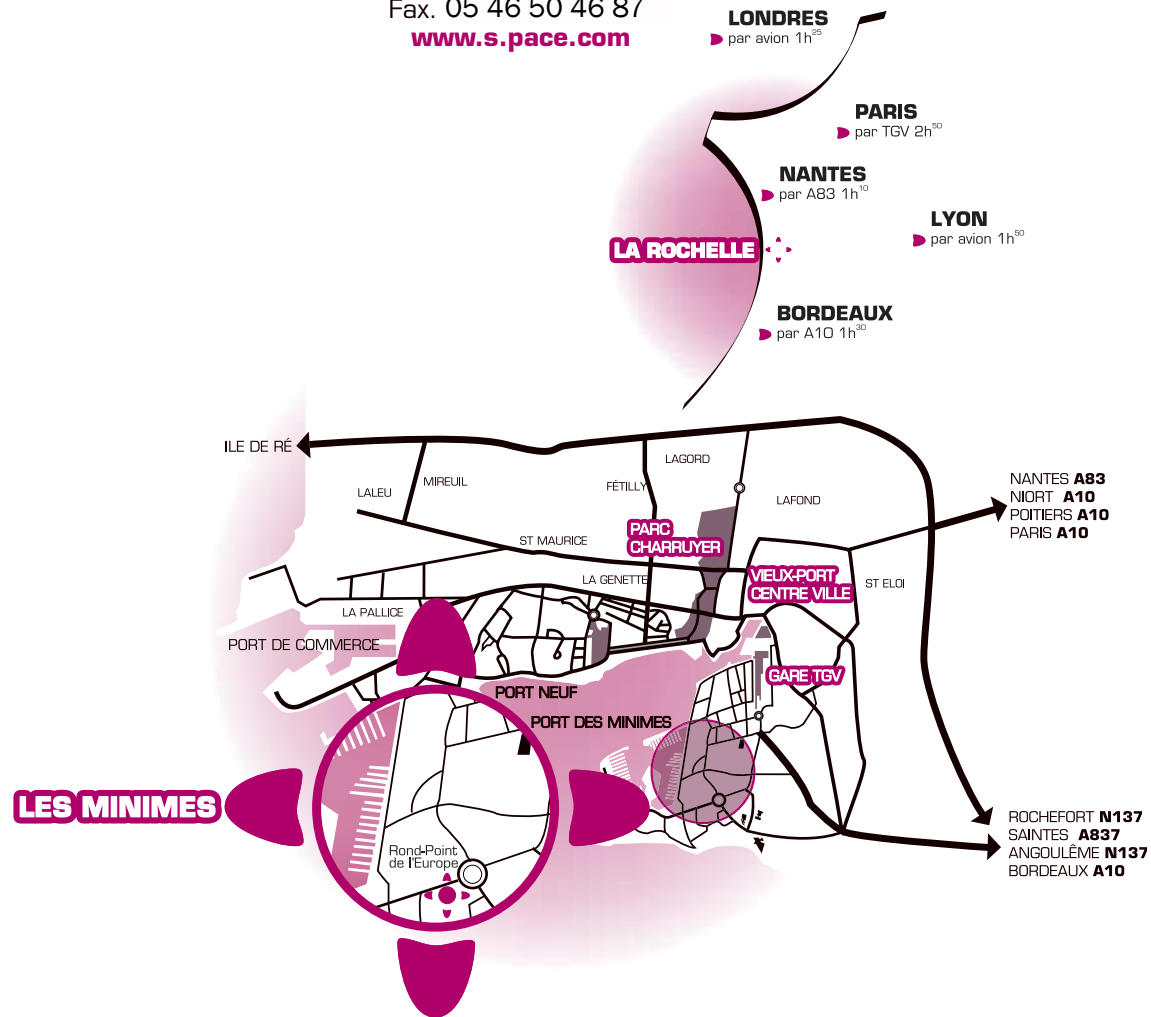 Fax. 05 46 50 46 87
www.s.pace.com
LONDRES
par avion 1h25
PARIS
par TGV 2h50
NANTES
par A83 1h10
LYON
par avion 1h50
LA ROCHELLE
BORDEAUX
par A10 1h30
ILE DE RÉ
LALEU
MIREUIL
FÉTILLY
LAGORD
LAFOND
NANTES A83
NIORT A10
POITIERS A10
PARIS A10
PARC
CHARRUYER
ST MAURICE
LA GENETTE
VIEUX-PORT
CENTRE VILLE
ST ELOI
LA PALLICE
PORT DE COMMERCE
GARE TGV
PORT NEUF
PORT DES MINIMES
LES MINIMES
Rond-Point
de l'Europe
ROCHEFORT N137
SAINTES A837
ANGOULÊME N137
BORDEAUX A10